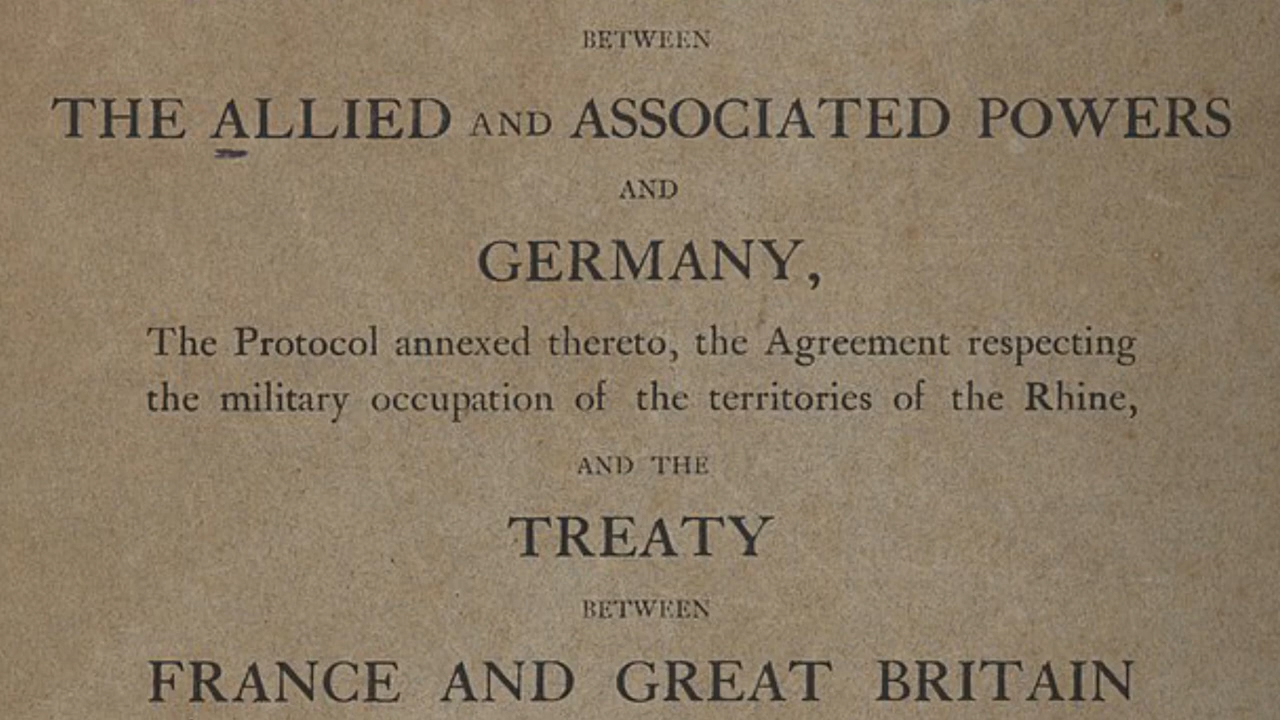 BETWEEN
THE ALLIED AND ASSOCIATED POWERS
AND
GERMANY,
The Protocol annexed thereto, the Agreement respecting
the military occupation of the territories of the Rhine,
AND THE
TREATY
BETWEEN
FRANCE AND GREAT BRITAIN